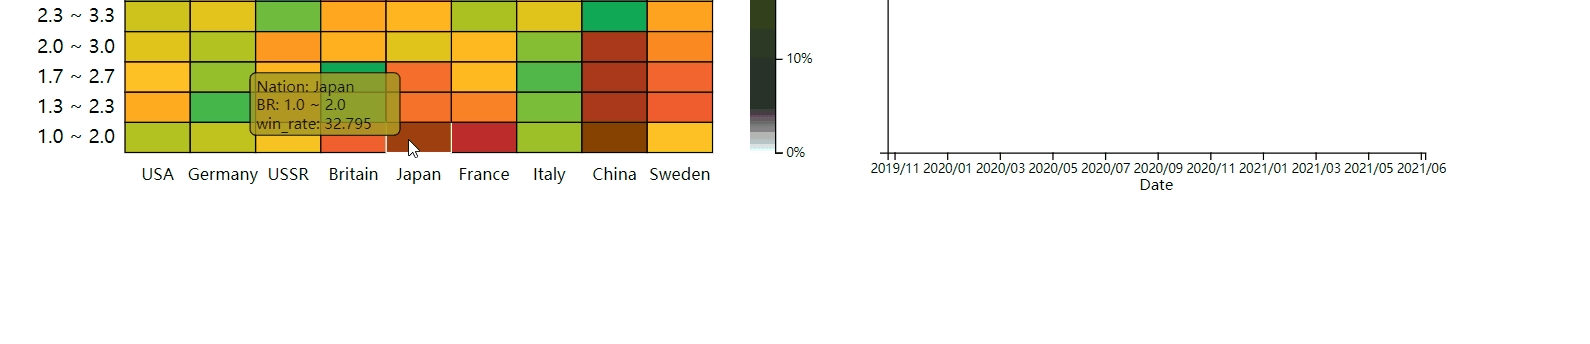 2.3 ~ 3.3
2.0 ~ 3.0
1.7 ~ 2.7
1.3 ~ 2.3
1.0 ~ 2.0
Nation: Japan
BR: 1.0 ~ 2.0
win_rate: 32.795
USA Germany USSR Britain Japan France Italy China Sweden
10%
0%
2019/11 2020/01 2020/03 2020/05 2020/07 2020/09 2020/11 2021/01 2021/03 2021/05 2021/06
Date